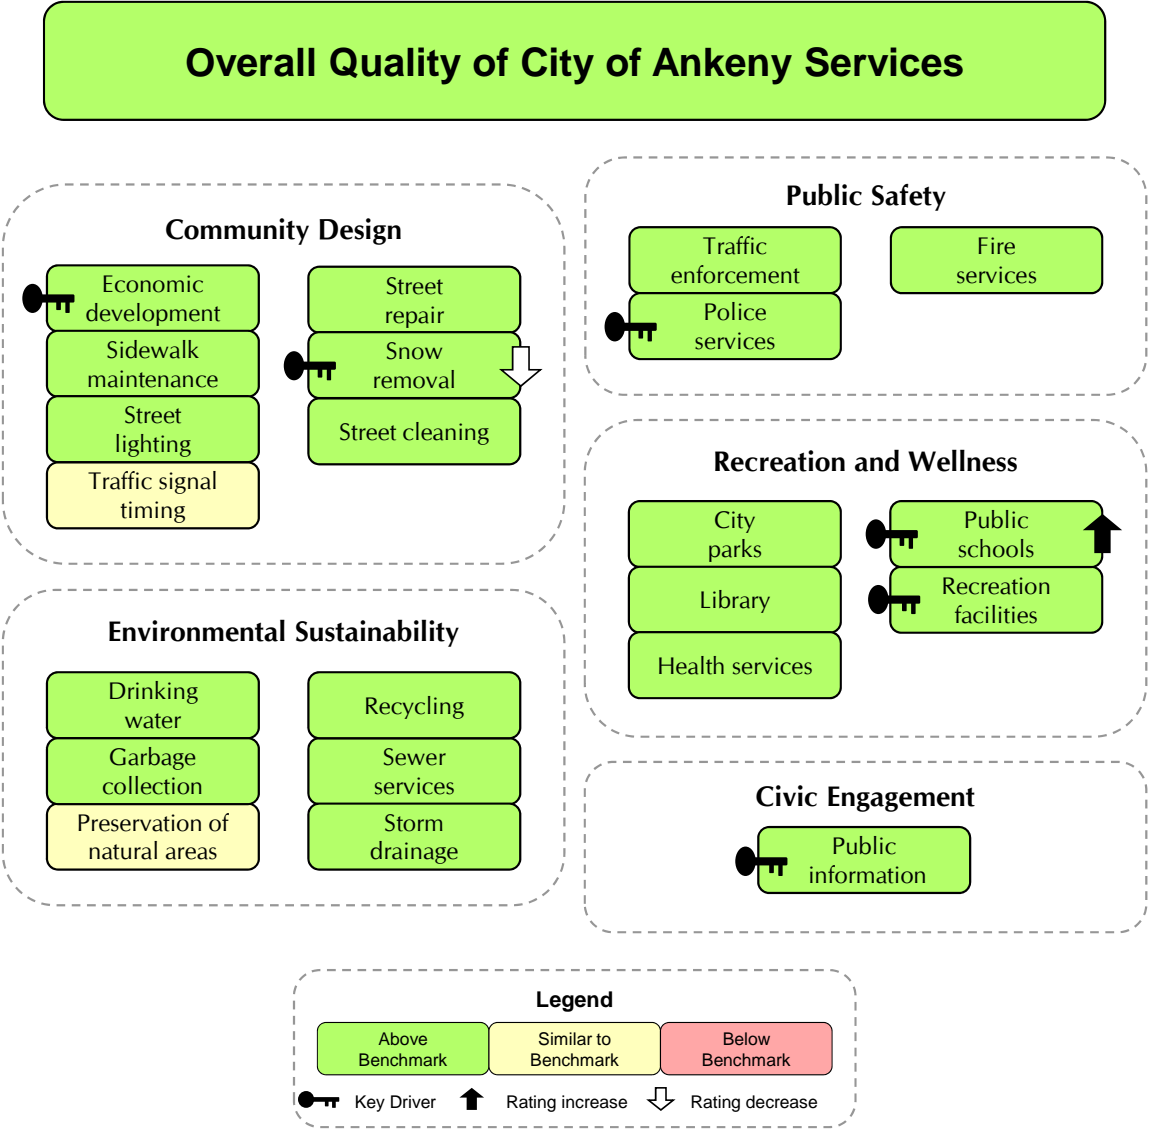 Overall Quality of City of Ankeny Services
Community Design
Economic
development
Sidewalk
maintenance
Street
lighting
Traffic signal
timing
Street
repair
Snow
removal
Street cleaning
Public Safety
Traffic
enforcement
Police
services
Fire
services
Recreation and Wellness
City
parks
Library
Health services
Public
schools
Recreation
facilities
Environmental Sustainability
Drinking
water
Garbage
collection
Preservation of
natural areas
Recycling
Sewer
services
Storm
drainage
Civic Engagement
Public
information
Legend
Above
Benchmark
Similar to
Benchmark
Below
Benchmark
Key Driver
Rating increase
Rating decrease